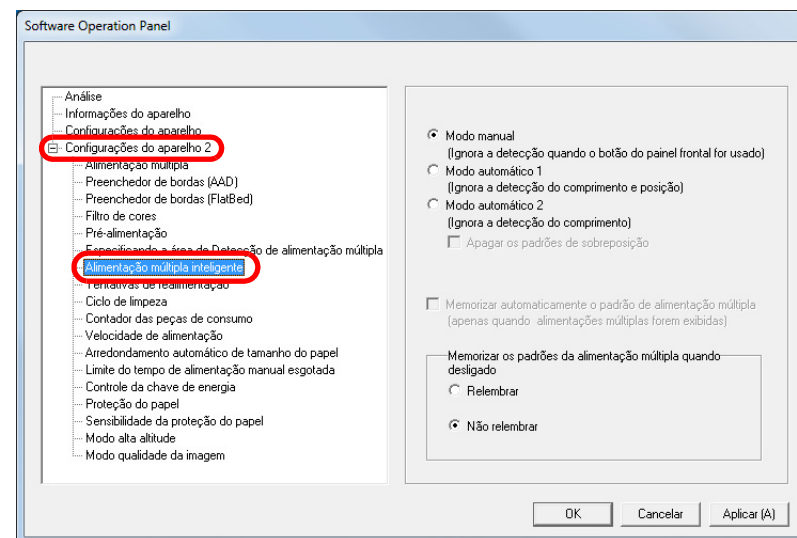 Software Operation Panel
Análise
Informações do aparelho
Configurações do aparelho
Configurações do aparelho 2
Alimentação múltipla
Preenchedor de bordas (AAD)
Preenchedor de bordas (FlatBed)
Filtro de cores
Pré-alimentação
Especificando a área de Detecção de alimentação múltipla
Alimentação múltipla inteligente
Tentativas de realimentação
Ciclo de limpeza
Contador das peças de consumo
Velocidade de alimentação
Arredondamento automático de tamanho do papel
Limite do tempo de alimentação manual esgotada
Controle da chave de energia
Proteção do papel
Sensibilidade da proteção do papel
Modo alta altitude
Modo qualidade da imagem
Modo manual
(Ignora a detecção quando o botão do painel frontal for usado)
Modo automático 1
(Ignora a detecção do comprimento e posição)
Modo automático 2
(Ignora a detecção do comprimento)
Apagar os padrões de sobreposição
Memorizar automaticamente o padrão de alimentação múltipla
(apenas quando alimentações múltiplas forem exibidas)
Memorizar os padrões da alimentação múltipla quando
desligado
Relembrar
Não relembrar
OK
Cancelar
Aplicar (A)